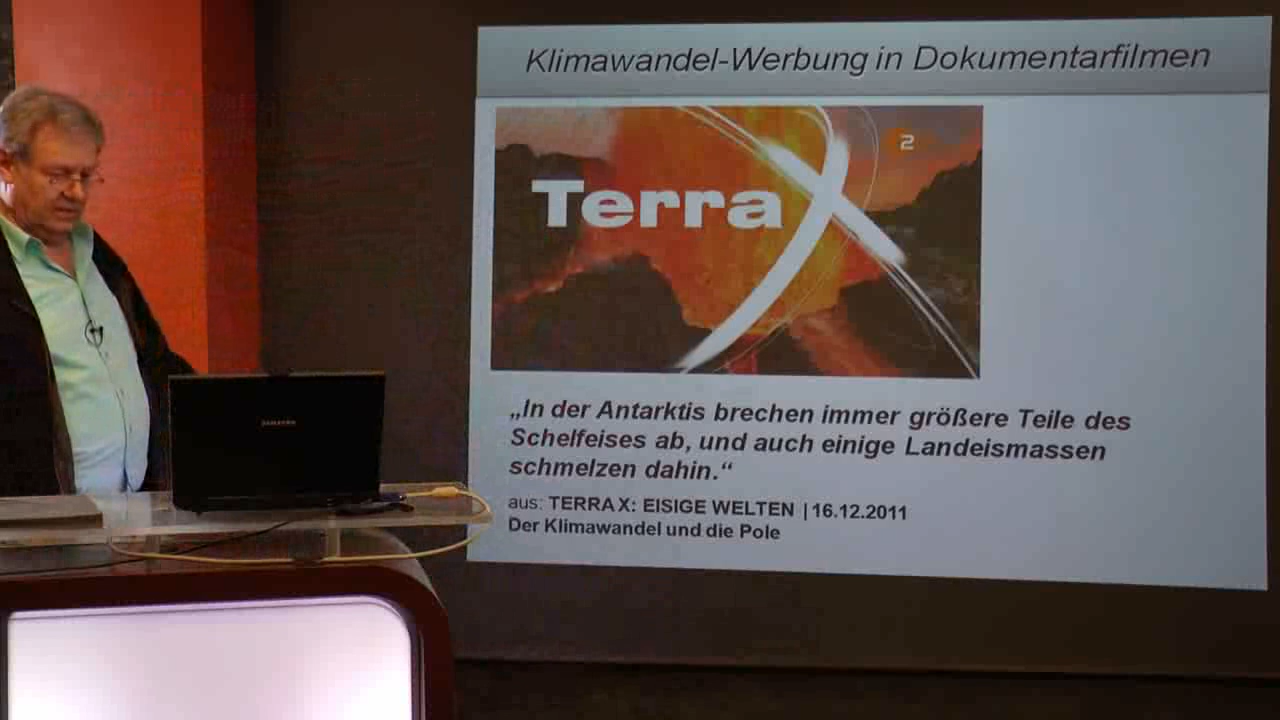 Klimawandel-Werbung in Dokumentarfilmen
2
Terra X
„In der Antarktis brechen immer größere Teile des
Schelfeises ab, und auch einige Landeismassen
schmelzen dahin.“
aus: TERRA X: EISIGE WELTEN | 16.12.2011
Der Klimawandel und die Pole
SAMSUNG